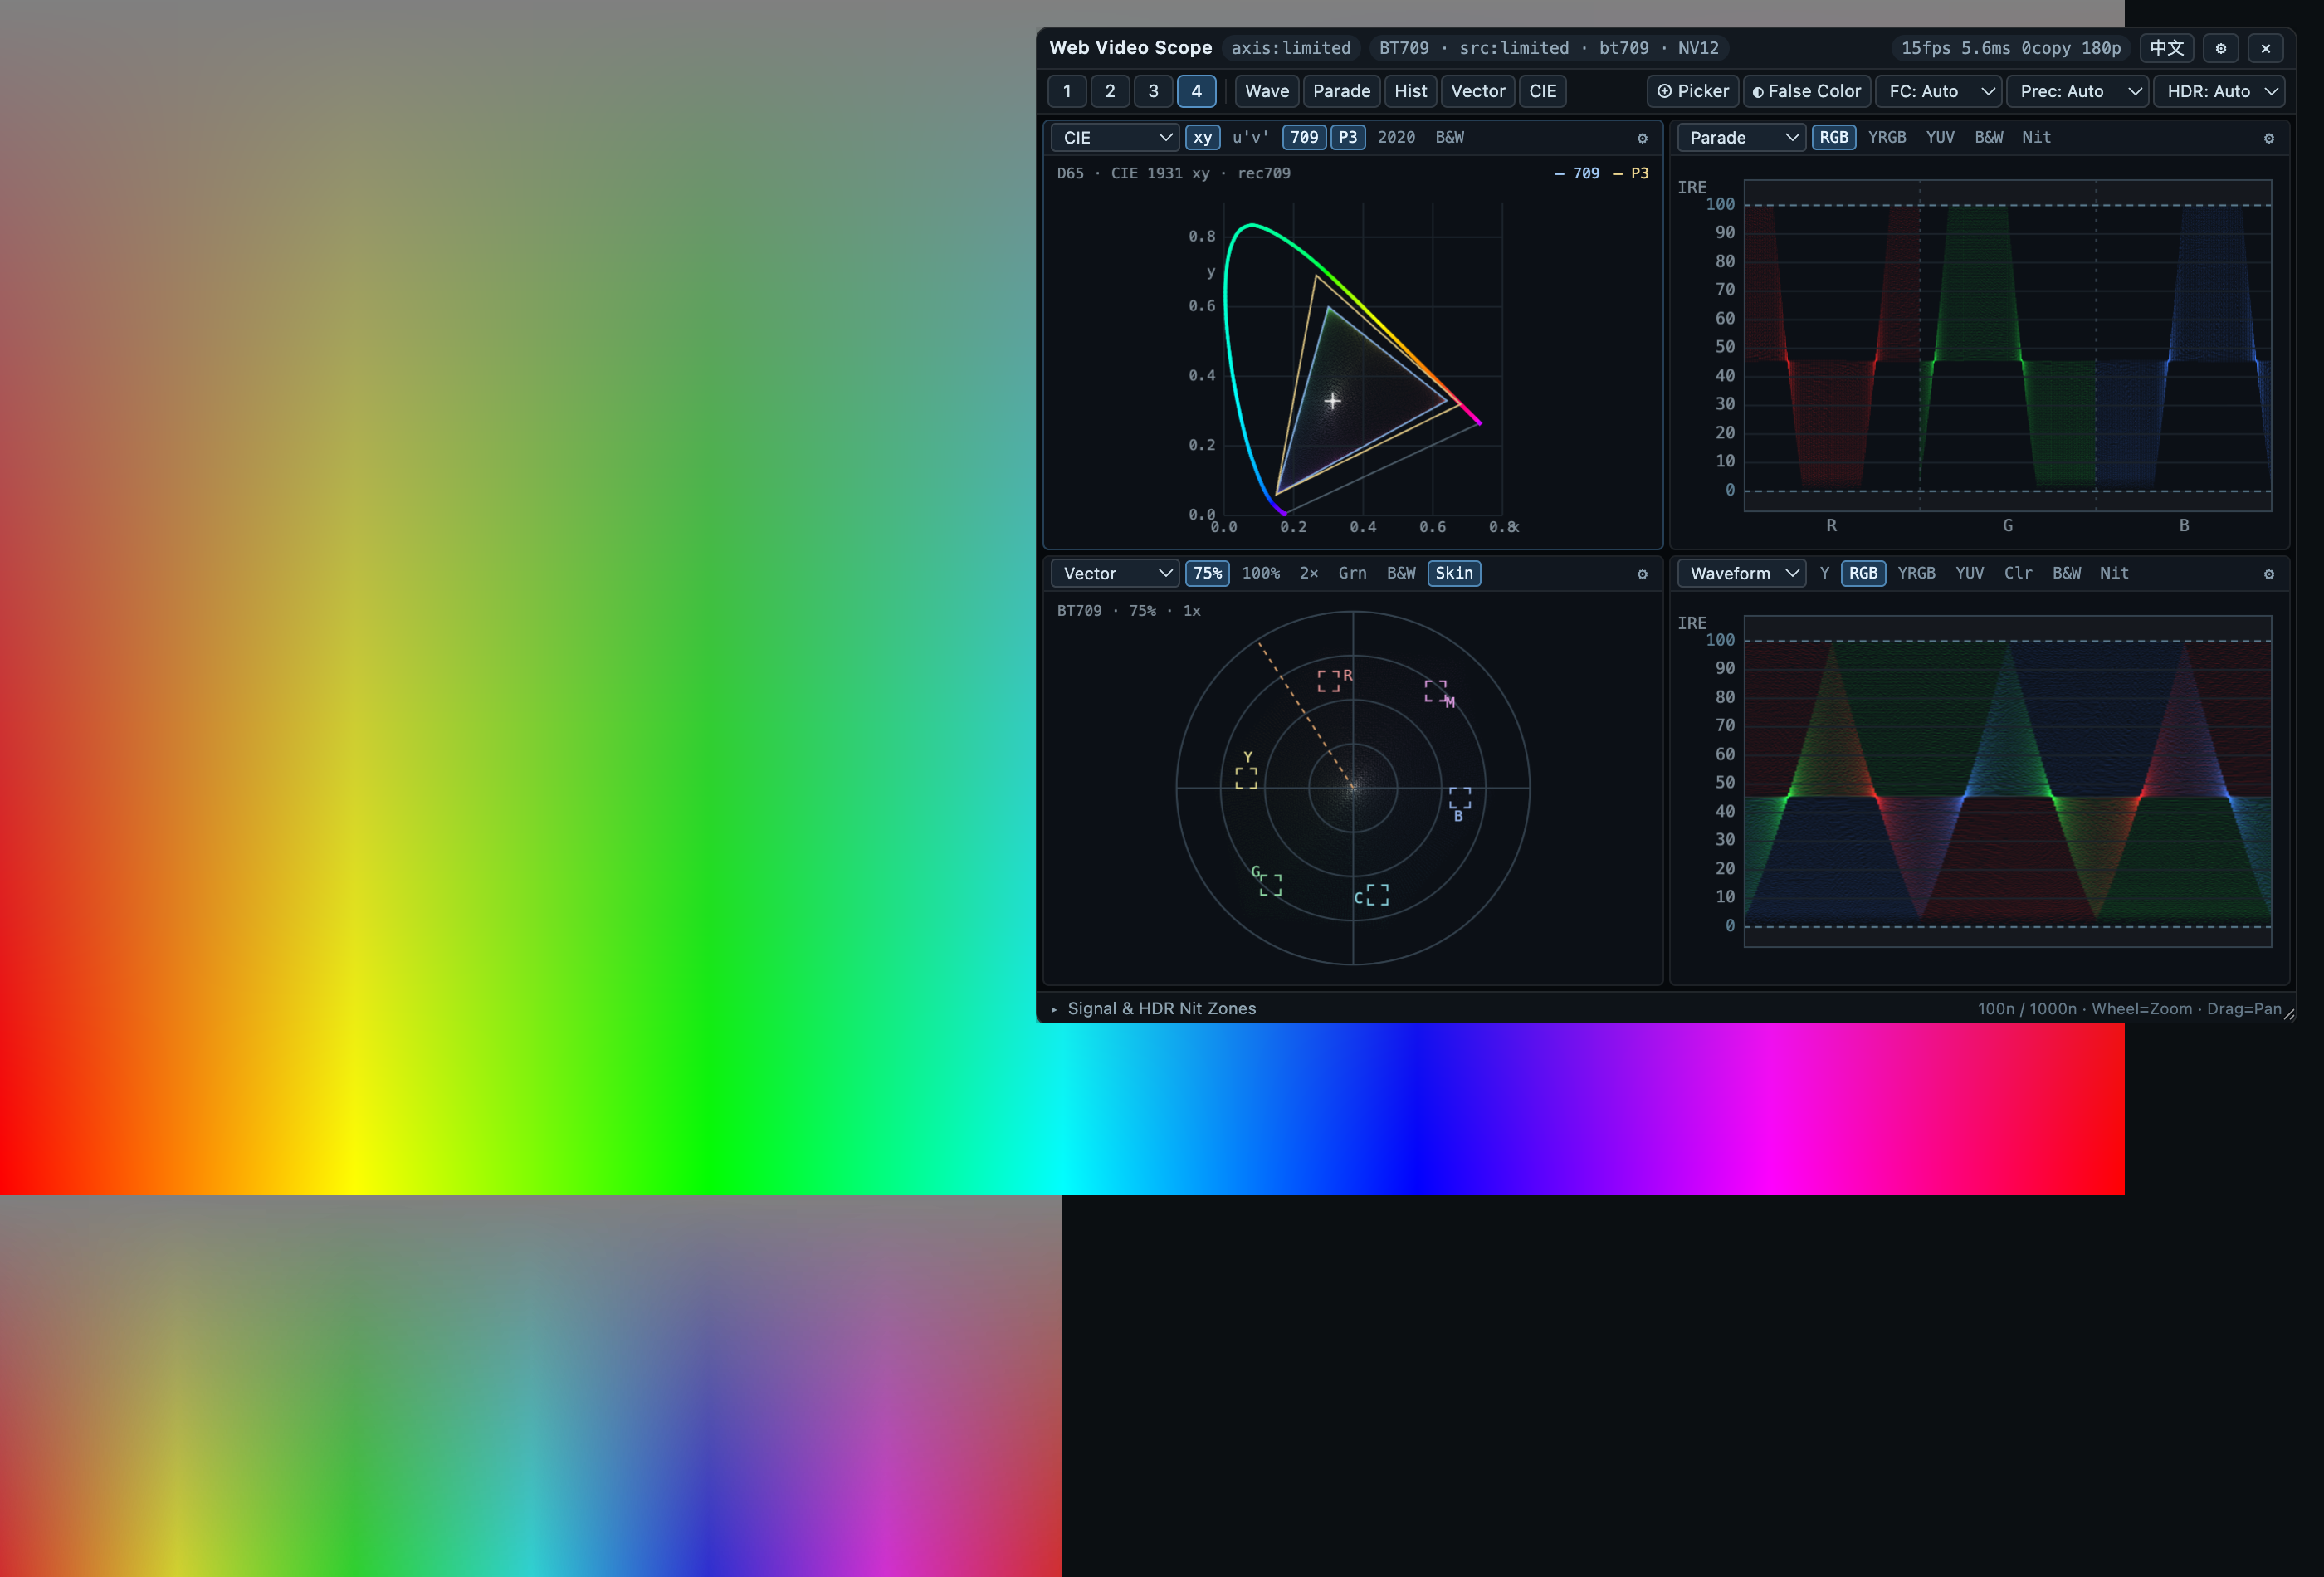 Web Video Scope axis:limited BT709 · src:limited · bt709 · NV12 15fps 5.6ms 0copy 180p 中文 ⚙ ×
1 2 3 4 Wave Parade Hist Vector CIE Picker False Color FC: Auto Prec: Auto HDR: Auto
CIE xy u'v' 709 P3 2020 B&W
D65 · CIE 1931 xy · rec709 — 709 — P3
0.8
y
0.6
0.4
0.2
0.0
0.0 0.2 0.4 0.6 0.8 x
Parade RGB YRGB YUV B&W Nit
IRE
100
90
80
70
60
50
40
30
20
10
0
R G B
Vector 75% 100% 2× Grn B&W Skin
BT709 · 75% · 1x
R
M
Y
B
G
C
Waveform Y RGB YRGB YUV Clr B&W Nit
IRE
100
90
80
70
60
50
40
30
20
10
0
▸ Signal & HDR Nit Zones 100n / 1000n · Wheel=Zoom · Drag=Pan